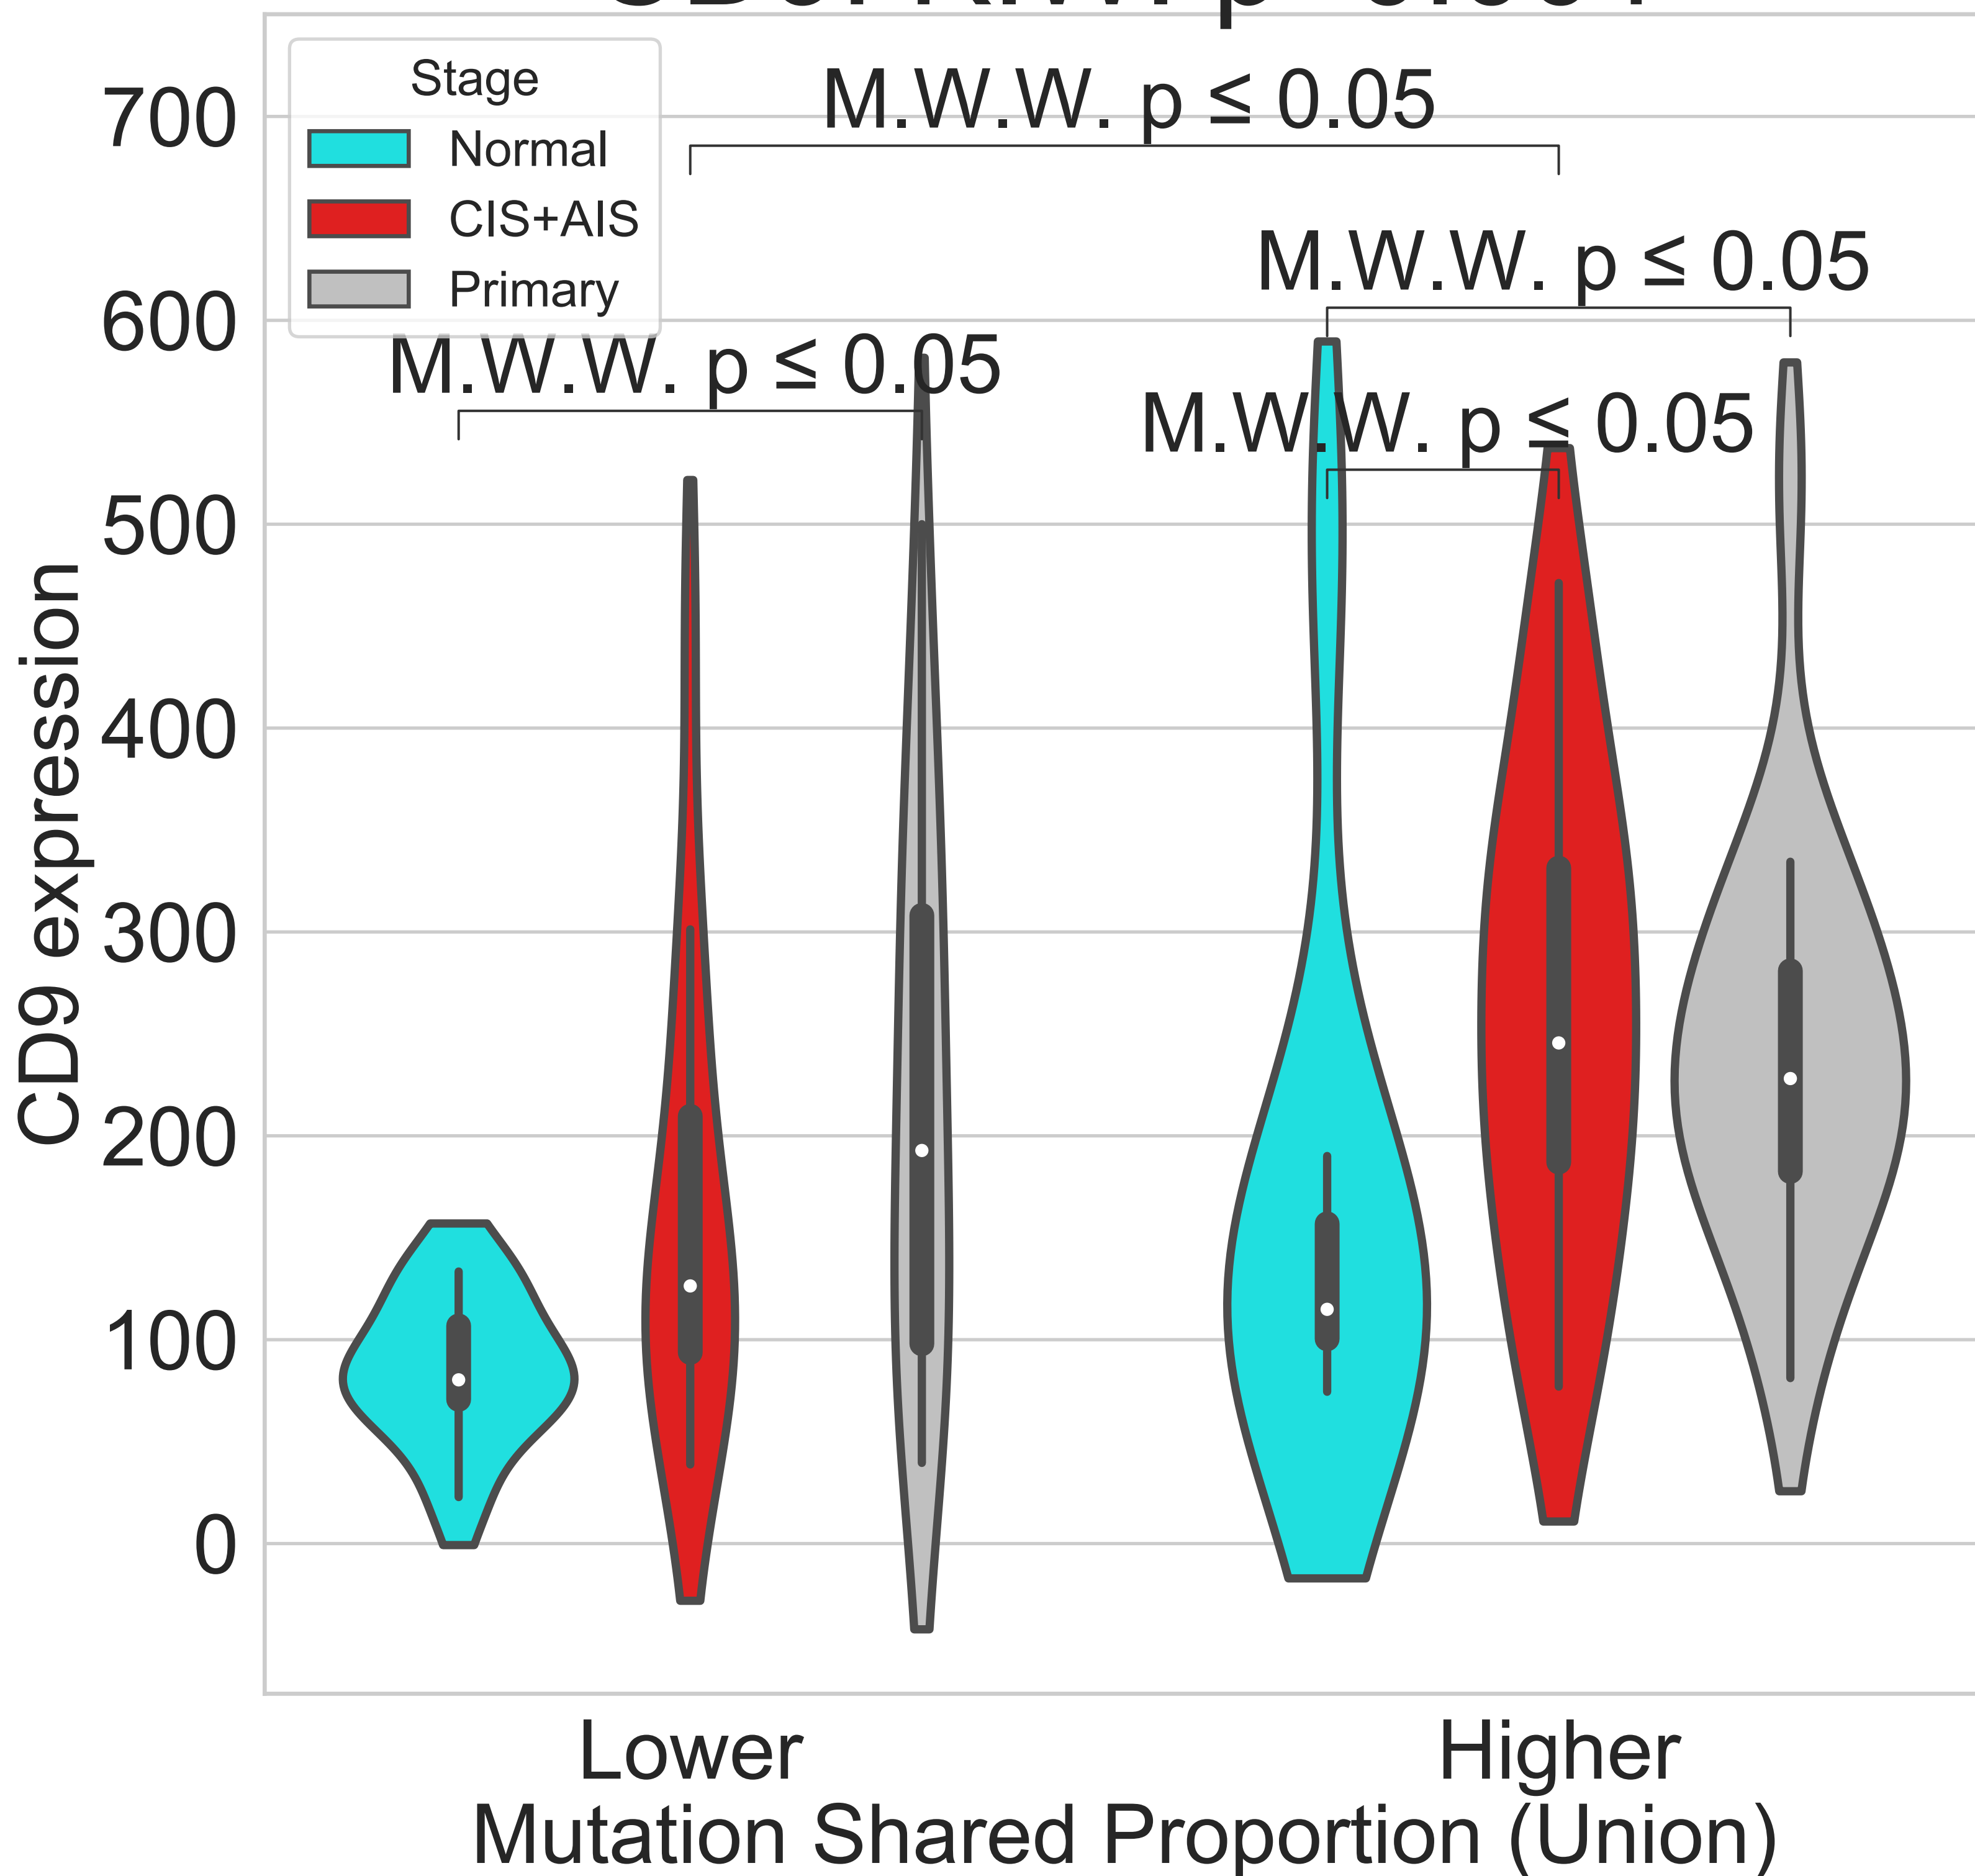 Stage
Normal
CIS+AIS
Primary
M.W.W. p ≤ 0.05
M.W.W. p ≤ 0.05
M.W.W. p ≤ 0.05
M.W.W. p ≤ 0.05
700
600
500
400
300
200
100
0
CD9 expression
Lower
Higher
Mutation Shared Proportion (Union)